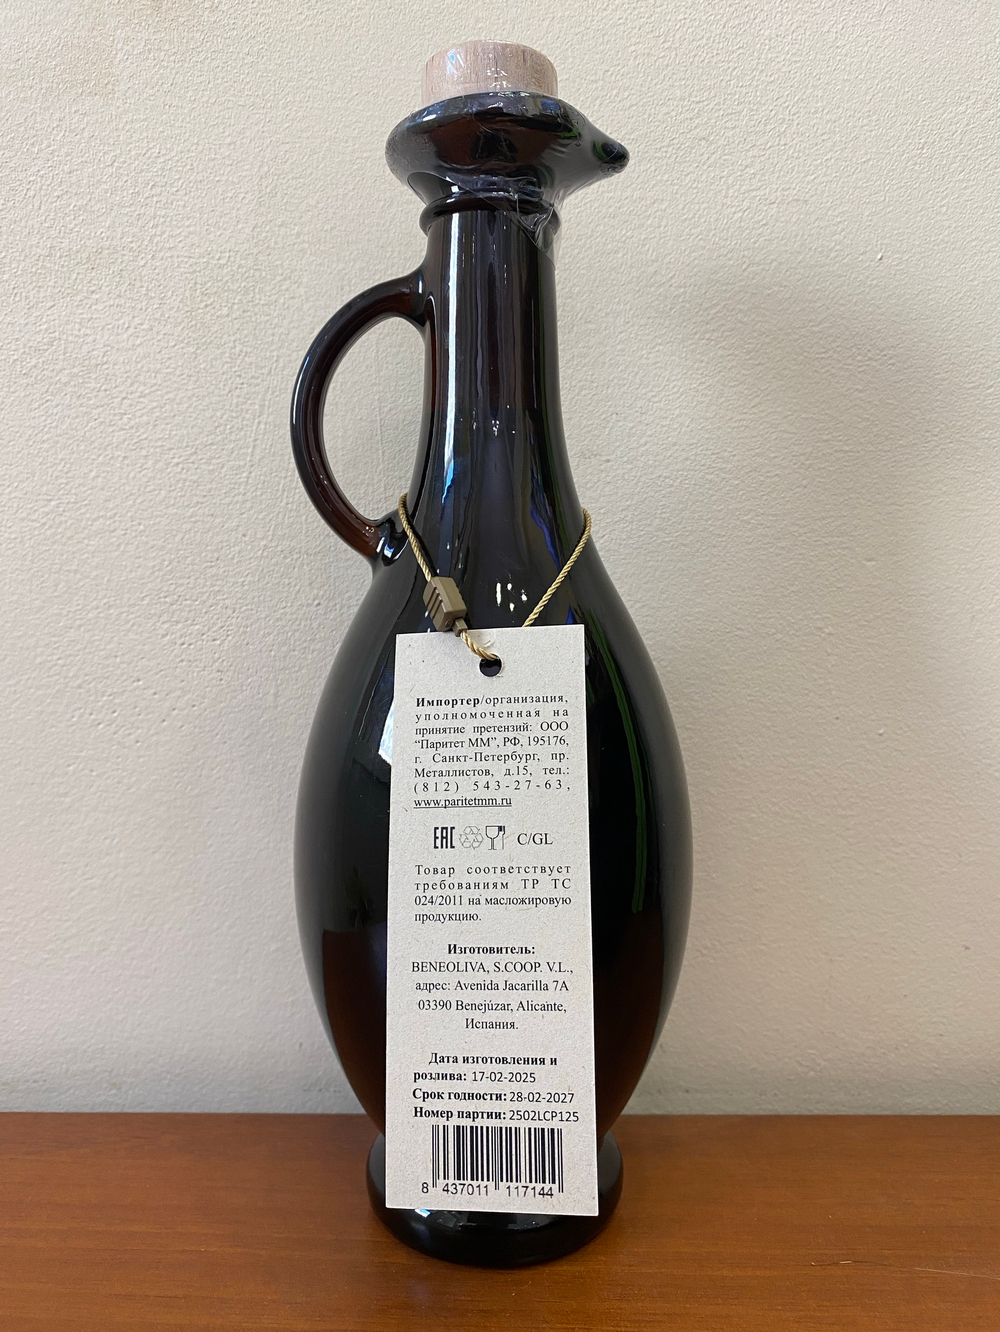 Импортер/организация,
уполномоченная на
принятие претензий: ООО
“Паритет ММ”, РФ, 195176,
г. Санкт-Петербург, пр.
Металлистов, д.15, тел.:
(812) 543-27-63,
www.paritetmm.ru
EAC C/GL
Товар соответствует
требованиям ТР ТС
024/2011 на масложировую
продукцию.
Изготовитель:
BENEOLIVA, S.COOP. V.L.,
адрес: Avenida Jacarilla 7A
03390 Benejúzar, Alicante,
Испания.
Дата изготовления и
розлива: 17-02-2025
Срок годности: 28-02-2027
Номер партии: 2502LCP125
8 437011 117144